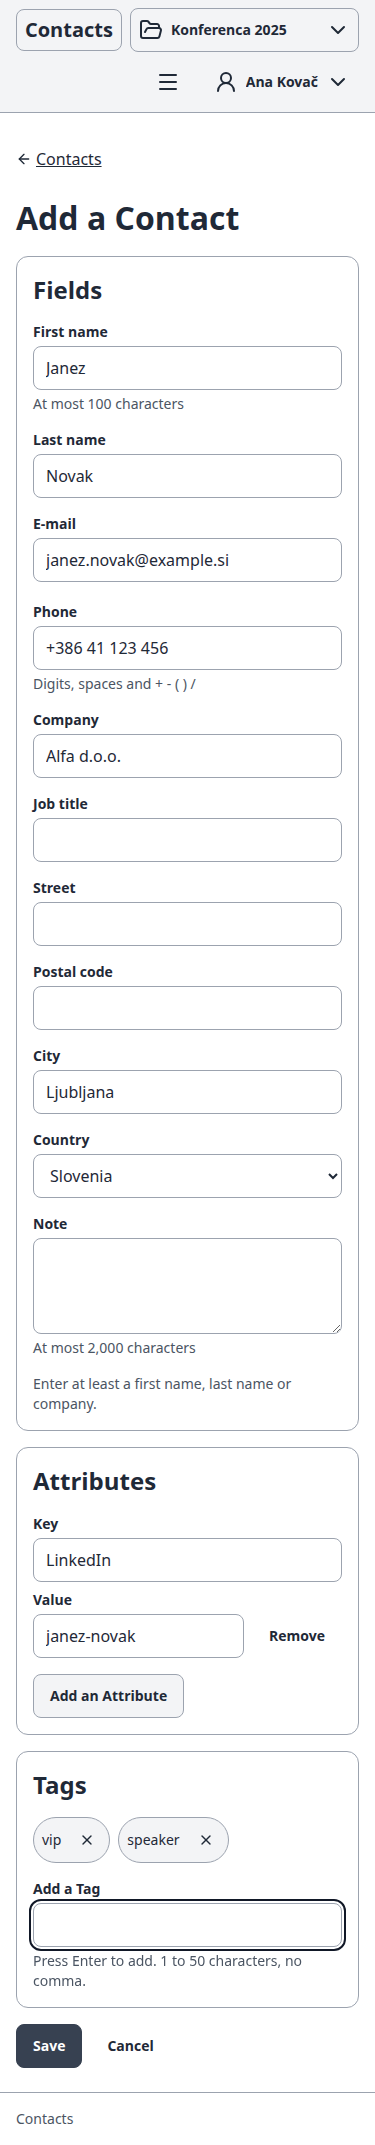 Contacts
Konferenca 2025
Ana Kovač
Contacts
Add a Contact
Fields
First name
Janez
At most 100 characters
Last name
Novak
E-mail
janez.novak@example.si
Phone
+386 41 123 456
Digits, spaces and + - ( ) /
Company
Alfa d.o.o.
Job title
Street
Postal code
City
Ljubljana
Country
Slovenia
Note
At most 2,000 characters
Enter at least a first name, last name or
company.
Attributes
Key
LinkedIn
Value
janez-novak
Remove
Add an Attribute
Tags
vip
speaker
Add a Tag
Press Enter to add. 1 to 50 characters, no
comma.
Save
Cancel
Contacts